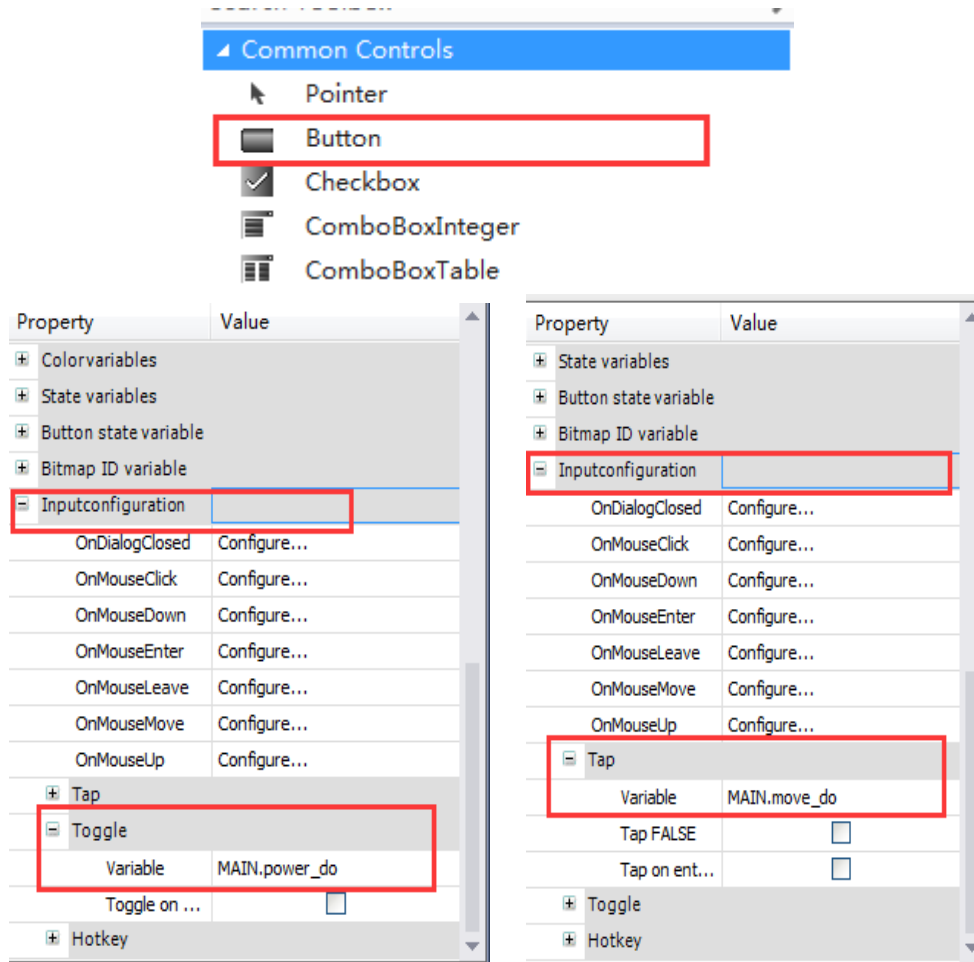 Common Controls
Pointer
Button
Checkbox
ComboBoxInteger
ComboBoxTable
Property Value
Colorvariables
State variables
Button state variable
Bitmap ID variable
Inputconfiguration
OnDialogClosed Configure...
OnMouseClick Configure...
OnMouseDown Configure...
OnMouseEnter Configure...
OnMouseLeave Configure...
OnMouseMove Configure...
OnMouseUp Configure...
Tap
Toggle
Variable MAIN.power_do
Toggle on ...
Hotkey
Property Value
State variables
Button state variable
Bitmap ID variable
Inputconfiguration
OnDialogClosed Configure...
OnMouseClick Configure...
OnMouseDown Configure...
OnMouseEnter Configure...
OnMouseLeave Configure...
OnMouseMove Configure...
OnMouseUp Configure...
Tap
Variable MAIN.move_do
Tap FALSE
Tap on ent...
Toggle
Hotkey